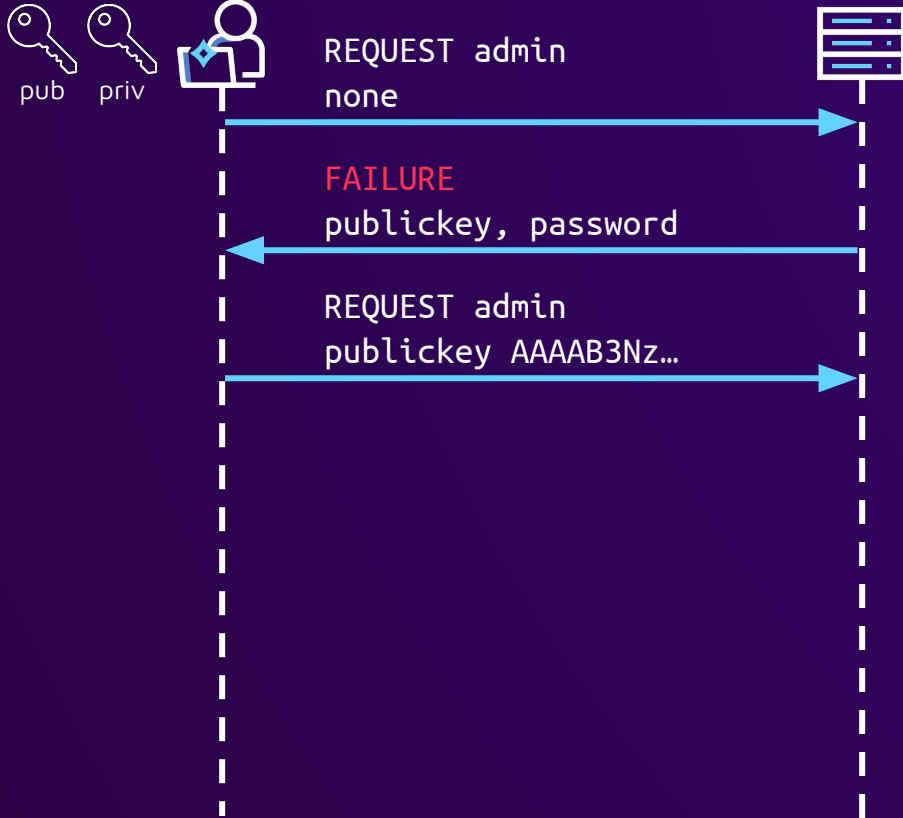 pub priv
REQUEST admin
none
FAILURE
publickey, password
REQUEST admin
publickey AAAAB3Nz…